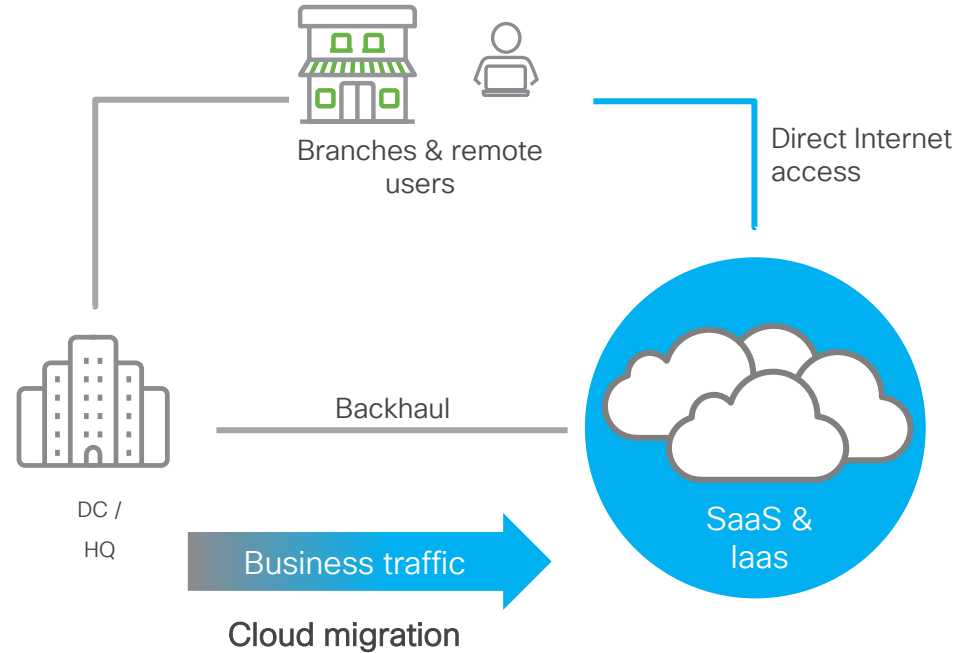 Branches & remote
users
Direct Internet
access
Backhaul
DC /
HQ
SaaS &
Iaas
Business traffic
Cloud migration